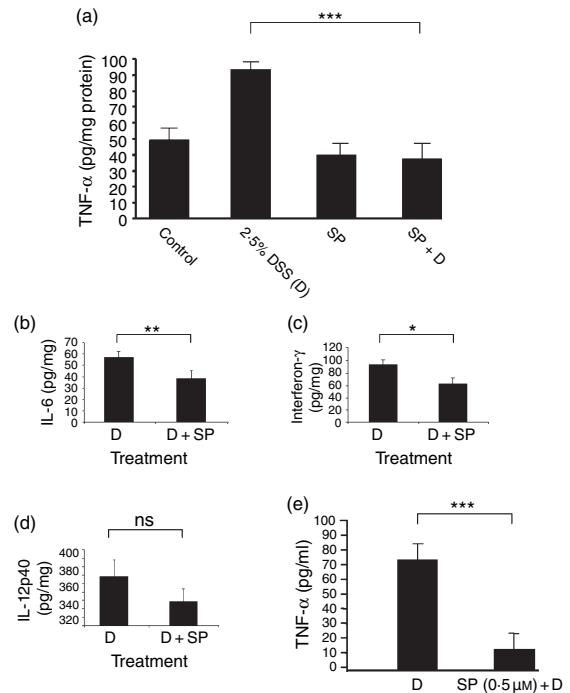 (a)
***
TNF-α (pg/mg protein)
100
90
80
70
60
50
40
30
20
10
0
Control
2·5% DSS (D)
SP
SP + D
(b)
**
IL-6 (pg/mg)
70
60
50
40
30
20
10
0
D
D + SP
Treatment
(c)
*
Interferon-γ
(pg/mg)
120
100
80
60
40
20
0
D
D + SP
Treatment
(d)
ns
IL-12p40
(pg/mg)
400
380
360
340
320
D
D + SP
Treatment
(e)
***
TNF-α (pg/ml)
90
80
70
60
50
40
30
20
10
0
D
SP (0·5 μM) + D